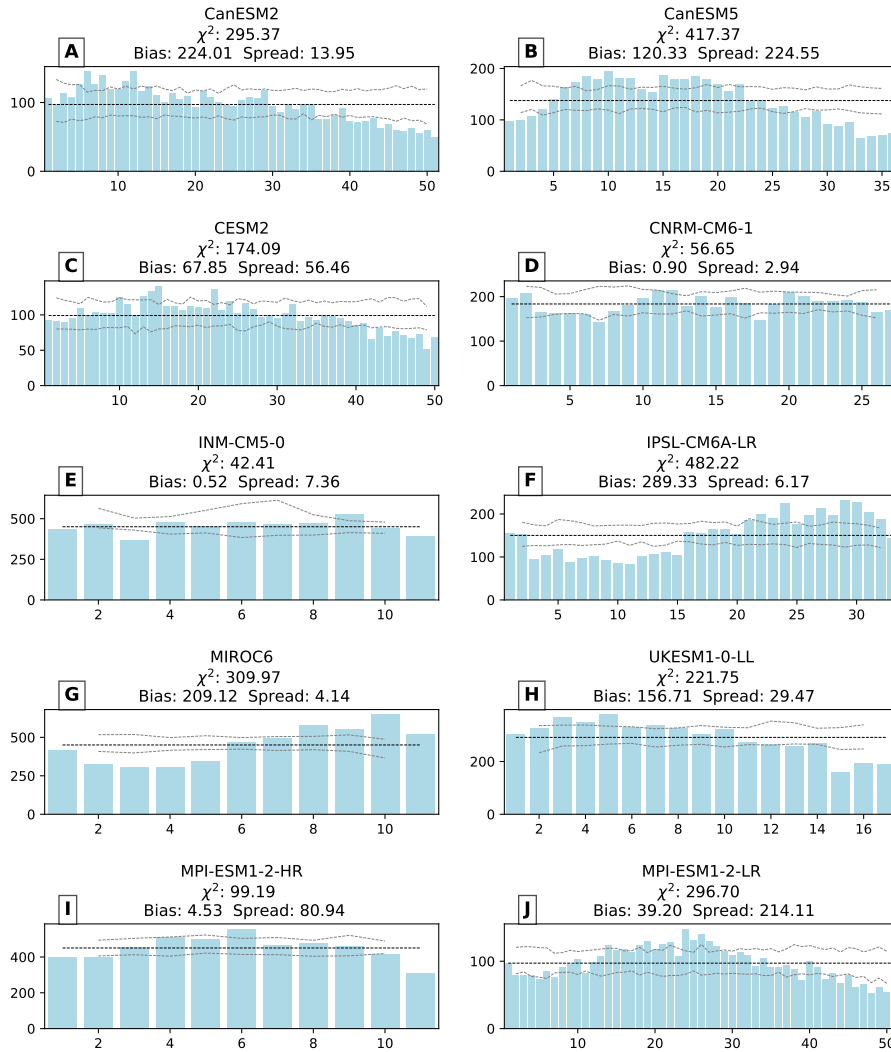 CanESM2
χ²: 295.37
A
Bias: 224.01 Spread: 13.95
100
0
10 20 30 40 50
CanESM5
χ²: 417.37
B
Bias: 120.33 Spread: 224.55
200
100
0
5 10 15 20 25 30 35
CESM2
χ²: 174.09
C
Bias: 67.85 Spread: 56.46
100
50
0
10 20 30 40 50
CNRM-CM6-1
χ²: 56.65
D
Bias: 0.90 Spread: 2.94
200
100
0
5 10 15 20 25
INM-CM5-0
χ²: 42.41
E
Bias: 0.52 Spread: 7.36
500
250
0
2 4 6 8 10
IPSL-CM6A-LR
χ²: 482.22
F
Bias: 289.33 Spread: 6.17
200
100
0
5 10 15 20 25 30
MIROC6
χ²: 309.97
G
Bias: 209.12 Spread: 4.14
500
250
0
2 4 6 8 10
UKESM1-0-LL
χ²: 221.75
H
Bias: 156.71 Spread: 29.47
200
0
2 4 6 8 10 12 14 16
MPI-ESM1-2-HR
χ²: 99.19
I
Bias: 4.53 Spread: 80.94
400
200
0
2 4 6 8 10
MPI-ESM1-2-LR
χ²: 296.70
J
Bias: 39.20 Spread: 214.11
100
0
10 20 30 40 50